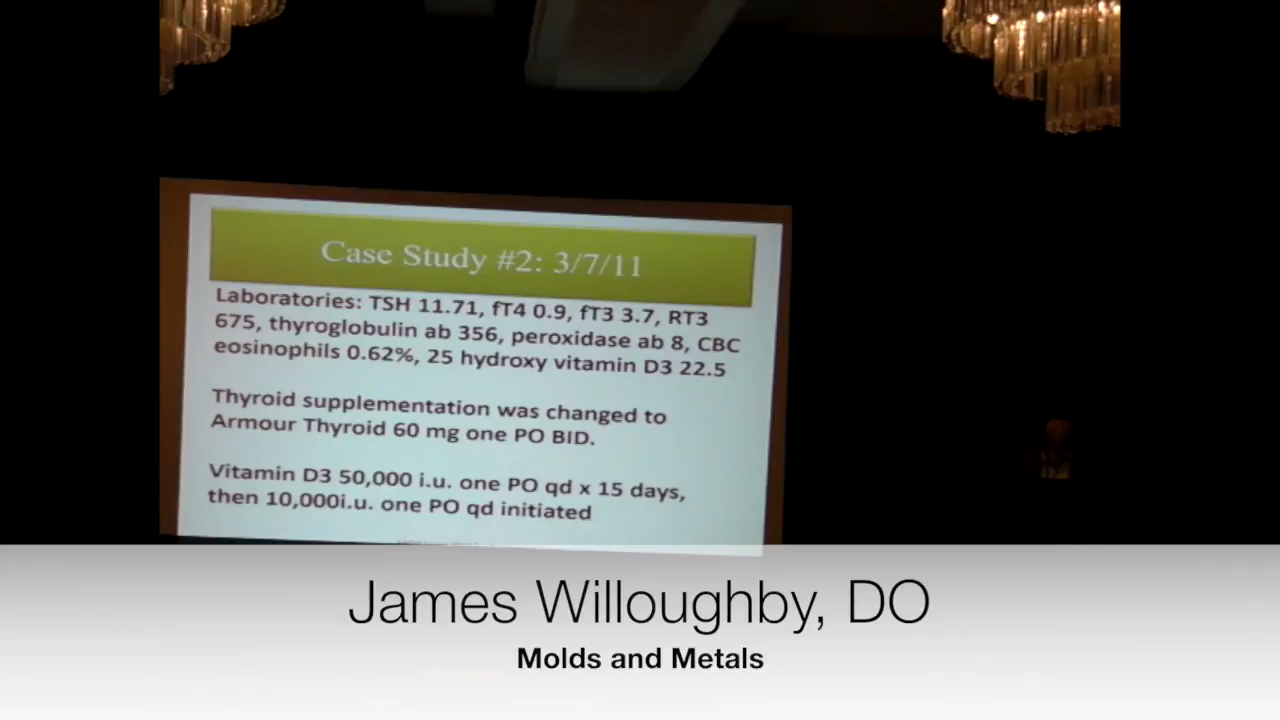 Case Study #2: 3/7/11
Laboratories: TSH 11.71, fT4 0.9, fT3 3.7, RT3
675, thyroglobulin ab 356, peroxidase ab 8, CBC
eosinophils 0.62%, 25 hydroxy vitamin D3 22.5
Thyroid supplementation was changed to
Armour Thyroid 60 mg one PO BID.
Vitamin D3 50,000 i.u. one PO qd x 15 days,
then 10,000i.u. one PO qd initiated
James Willoughby, DO
Molds and Metals